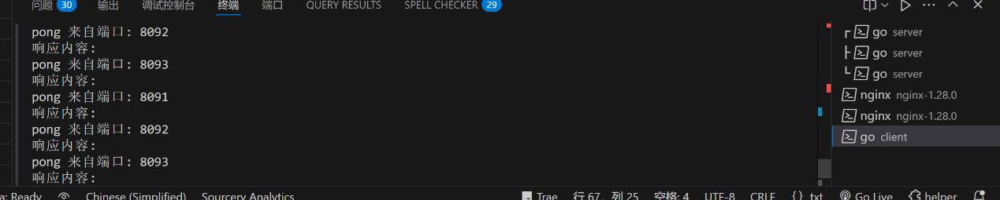 问题 30 输出 调试控制台 终端 端口 QUERY RESULTS SPELL CHECKER 29
pong 来自端口: 8092
响应内容:
pong 来自端口: 8093
响应内容:
pong 来自端口: 8091
响应内容:
pong 来自端口: 8092
响应内容:
pong 来自端口: 8093
响应内容:
go server
go server
go server
nginx nginx-1.28.0
nginx nginx-1.28.0
go client
a: Ready Chinese (Simplified) Sourcery Analytics Trae 行 67, 列 25 空格: 4 UTF-8 CRLF {} txt Go Live helper